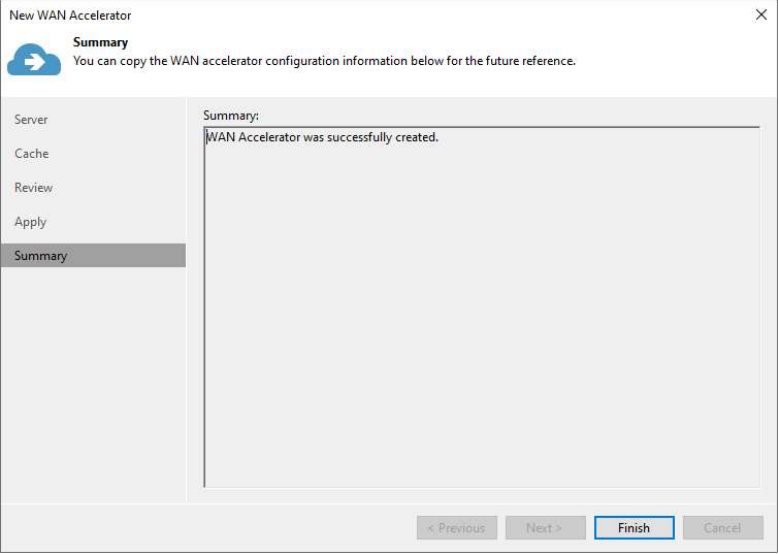 New WAN Accelerator
Summary
You can copy the WAN accelerator configuration information below for the future reference.
Server
Cache
Review
Apply
Summary
Summary:
WAN Accelerator was successfully created.
< Previous
Next >
Finish
Cancel